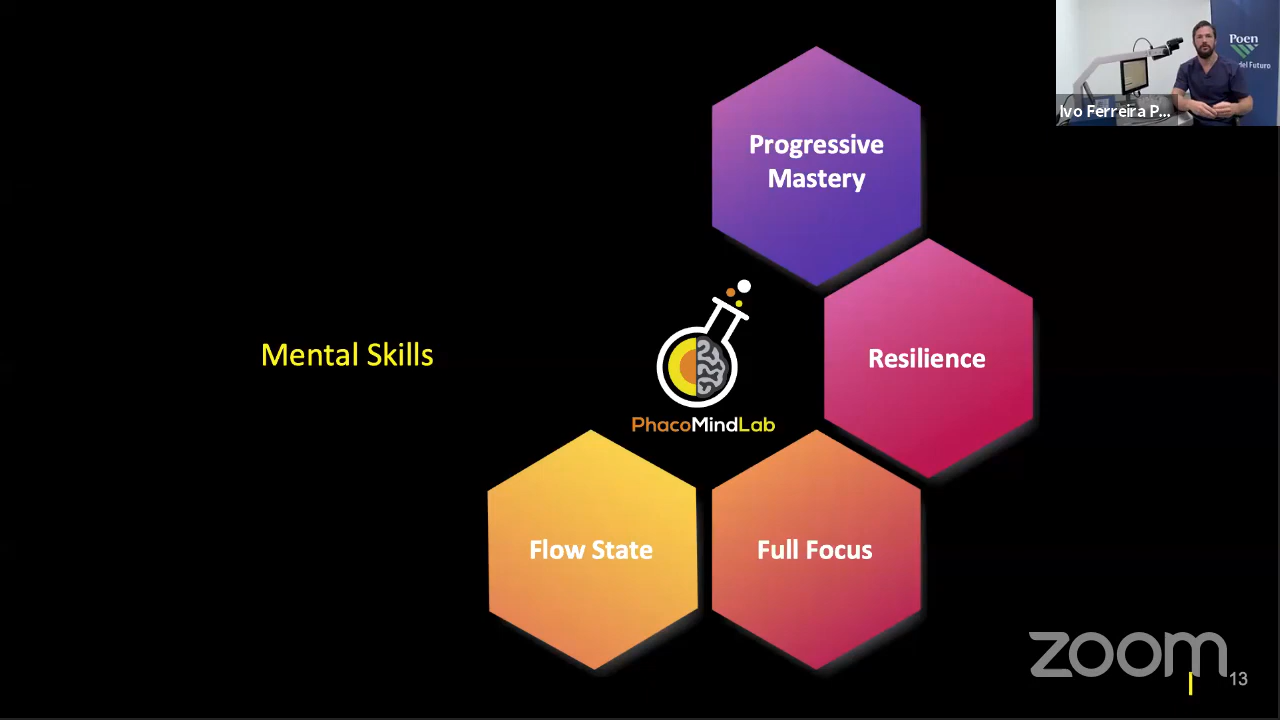 Poen
del Futuro
Ivo Ferreira P...
Progressive
Mastery
Resilience
Mental Skills
PhacoMindLab
Flow State
Full Focus
zoom
13